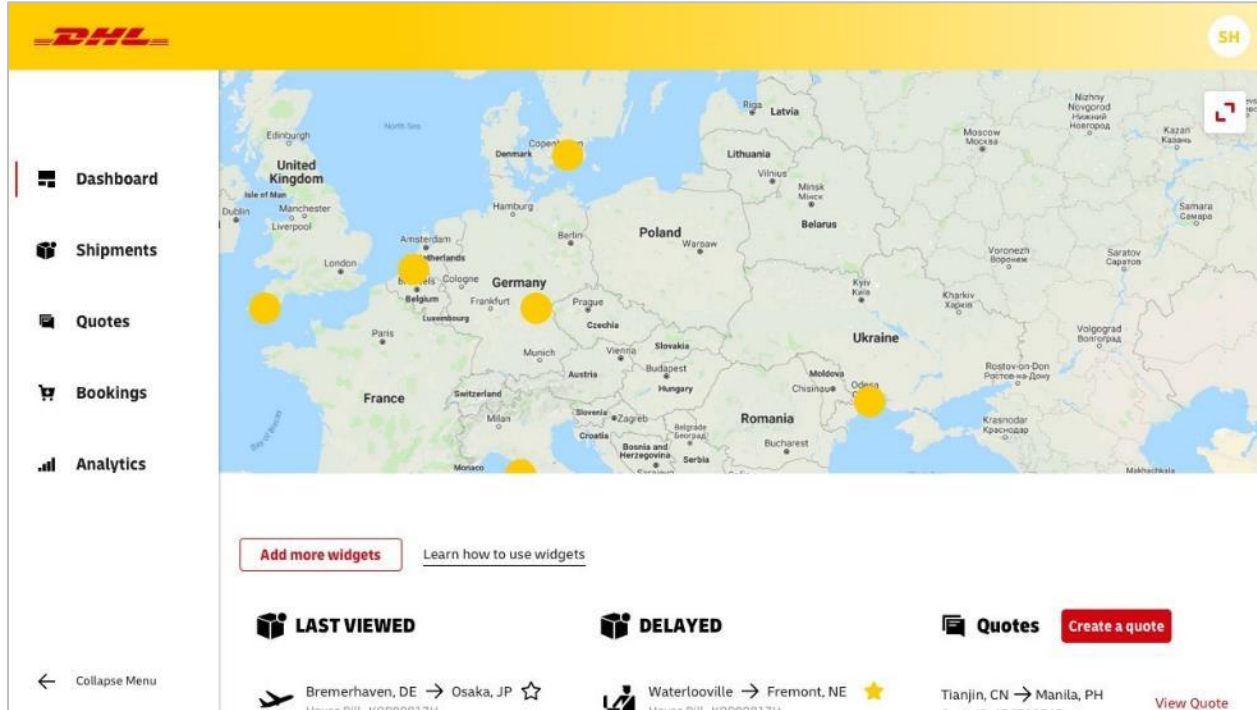 DHL
SH
Dashboard
Shipments
Quotes
Bookings
Analytics
Collapse Menu
North Sea
Edinburgh
United
Kingdom
Isle of Man
Dublin
Manchester
Liverpool
London
Denmark
Riga
Latvia
Lithuania
Vilnius
Minsk
Мінск
Belarus
Moscow
Москва
Nizhny
Novgorod
Нижний
Новгород
Kazan
Казань
Samara
Самара
Hamburg
Berlin
Poland
Warsaw
Amsterdam
Cologne
Belgium
Germany
Frankfurt
Luxembourg
Prague
Czechia
Paris
Munich
Vienna
Slovakia
Austria
Budapest
Hungary
France
Switzerland
Milan
Slovenia
Zagreb
Croatia
Bosnia and
Herzegovina
Belgrade
Београд
Serbia
Romania
Bucharest
Moldova
Chisinau
Odesa
Kyiv
Київ
Kharkiv
Харків
Ukraine
Voronezh
Воронеж
Saratov
Саратов
Volgograd
Волгоград
Rostov-on-Don
Ростов-на-Дону
Krasnodar
Краснодар
Makhachkala
Monaco
Bay of Biscay
Add more widgets
Learn how to use widgets
LAST VIEWED
DELAYED
Quotes
Create a quote
Bremerhaven, DE → Osaka, JP
Waterlooville → Fremont, NE
Tianjin, CN → Manila, PH
View Quote